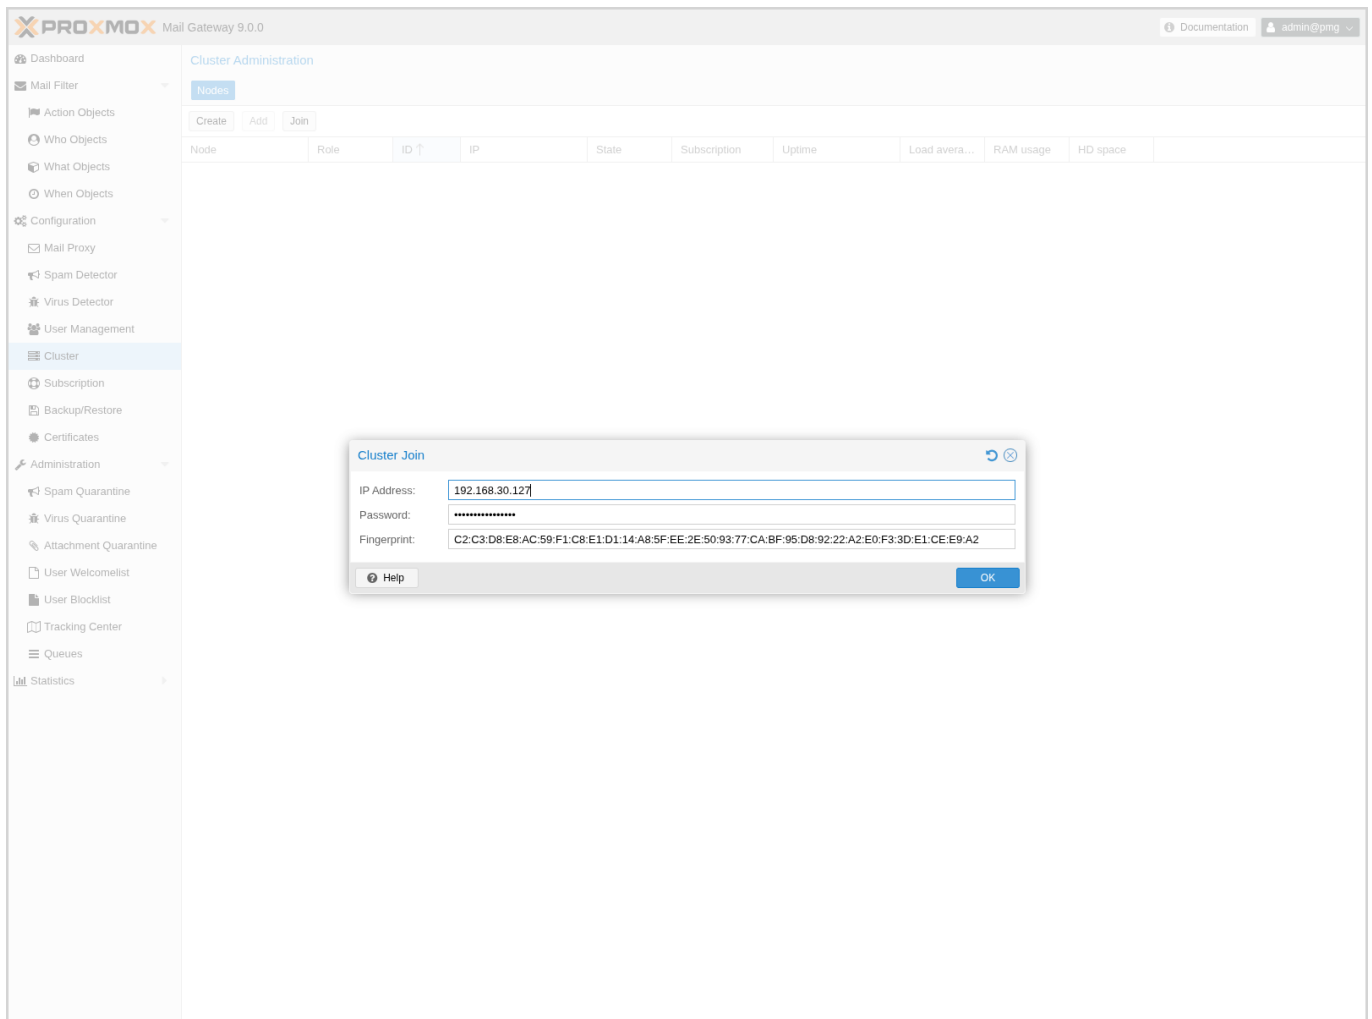 PROXMOX Mail Gateway 9.0.0 Documentation admin@pmg
Dashboard
Mail Filter
Action Objects
Who Objects
What Objects
When Objects
Configuration
Mail Proxy
Spam Detector
Virus Detector
User Management
Cluster
Subscription
Backup/Restore
Certificates
Administration
Spam Quarantine
Virus Quarantine
Attachment Quarantine
User Welcomelist
User Blocklist
Tracking Center
Queues
Statistics
Cluster Administration
Nodes
Create Add Join
Node Role ID IP State Subscription Uptime Load avera... RAM usage HD space
Cluster Join
IP Address: 192.168.30.127
Password: ••••••••••••••••
Fingerprint: C2:C3:D8:E8:AC:59:F1:C8:E1:D1:14:A8:5F:EE:2E:50:93:77:CA:BF:95:D8:92:22:A2:E0:F3:3D:E1:CE:E9:A2
Help OK